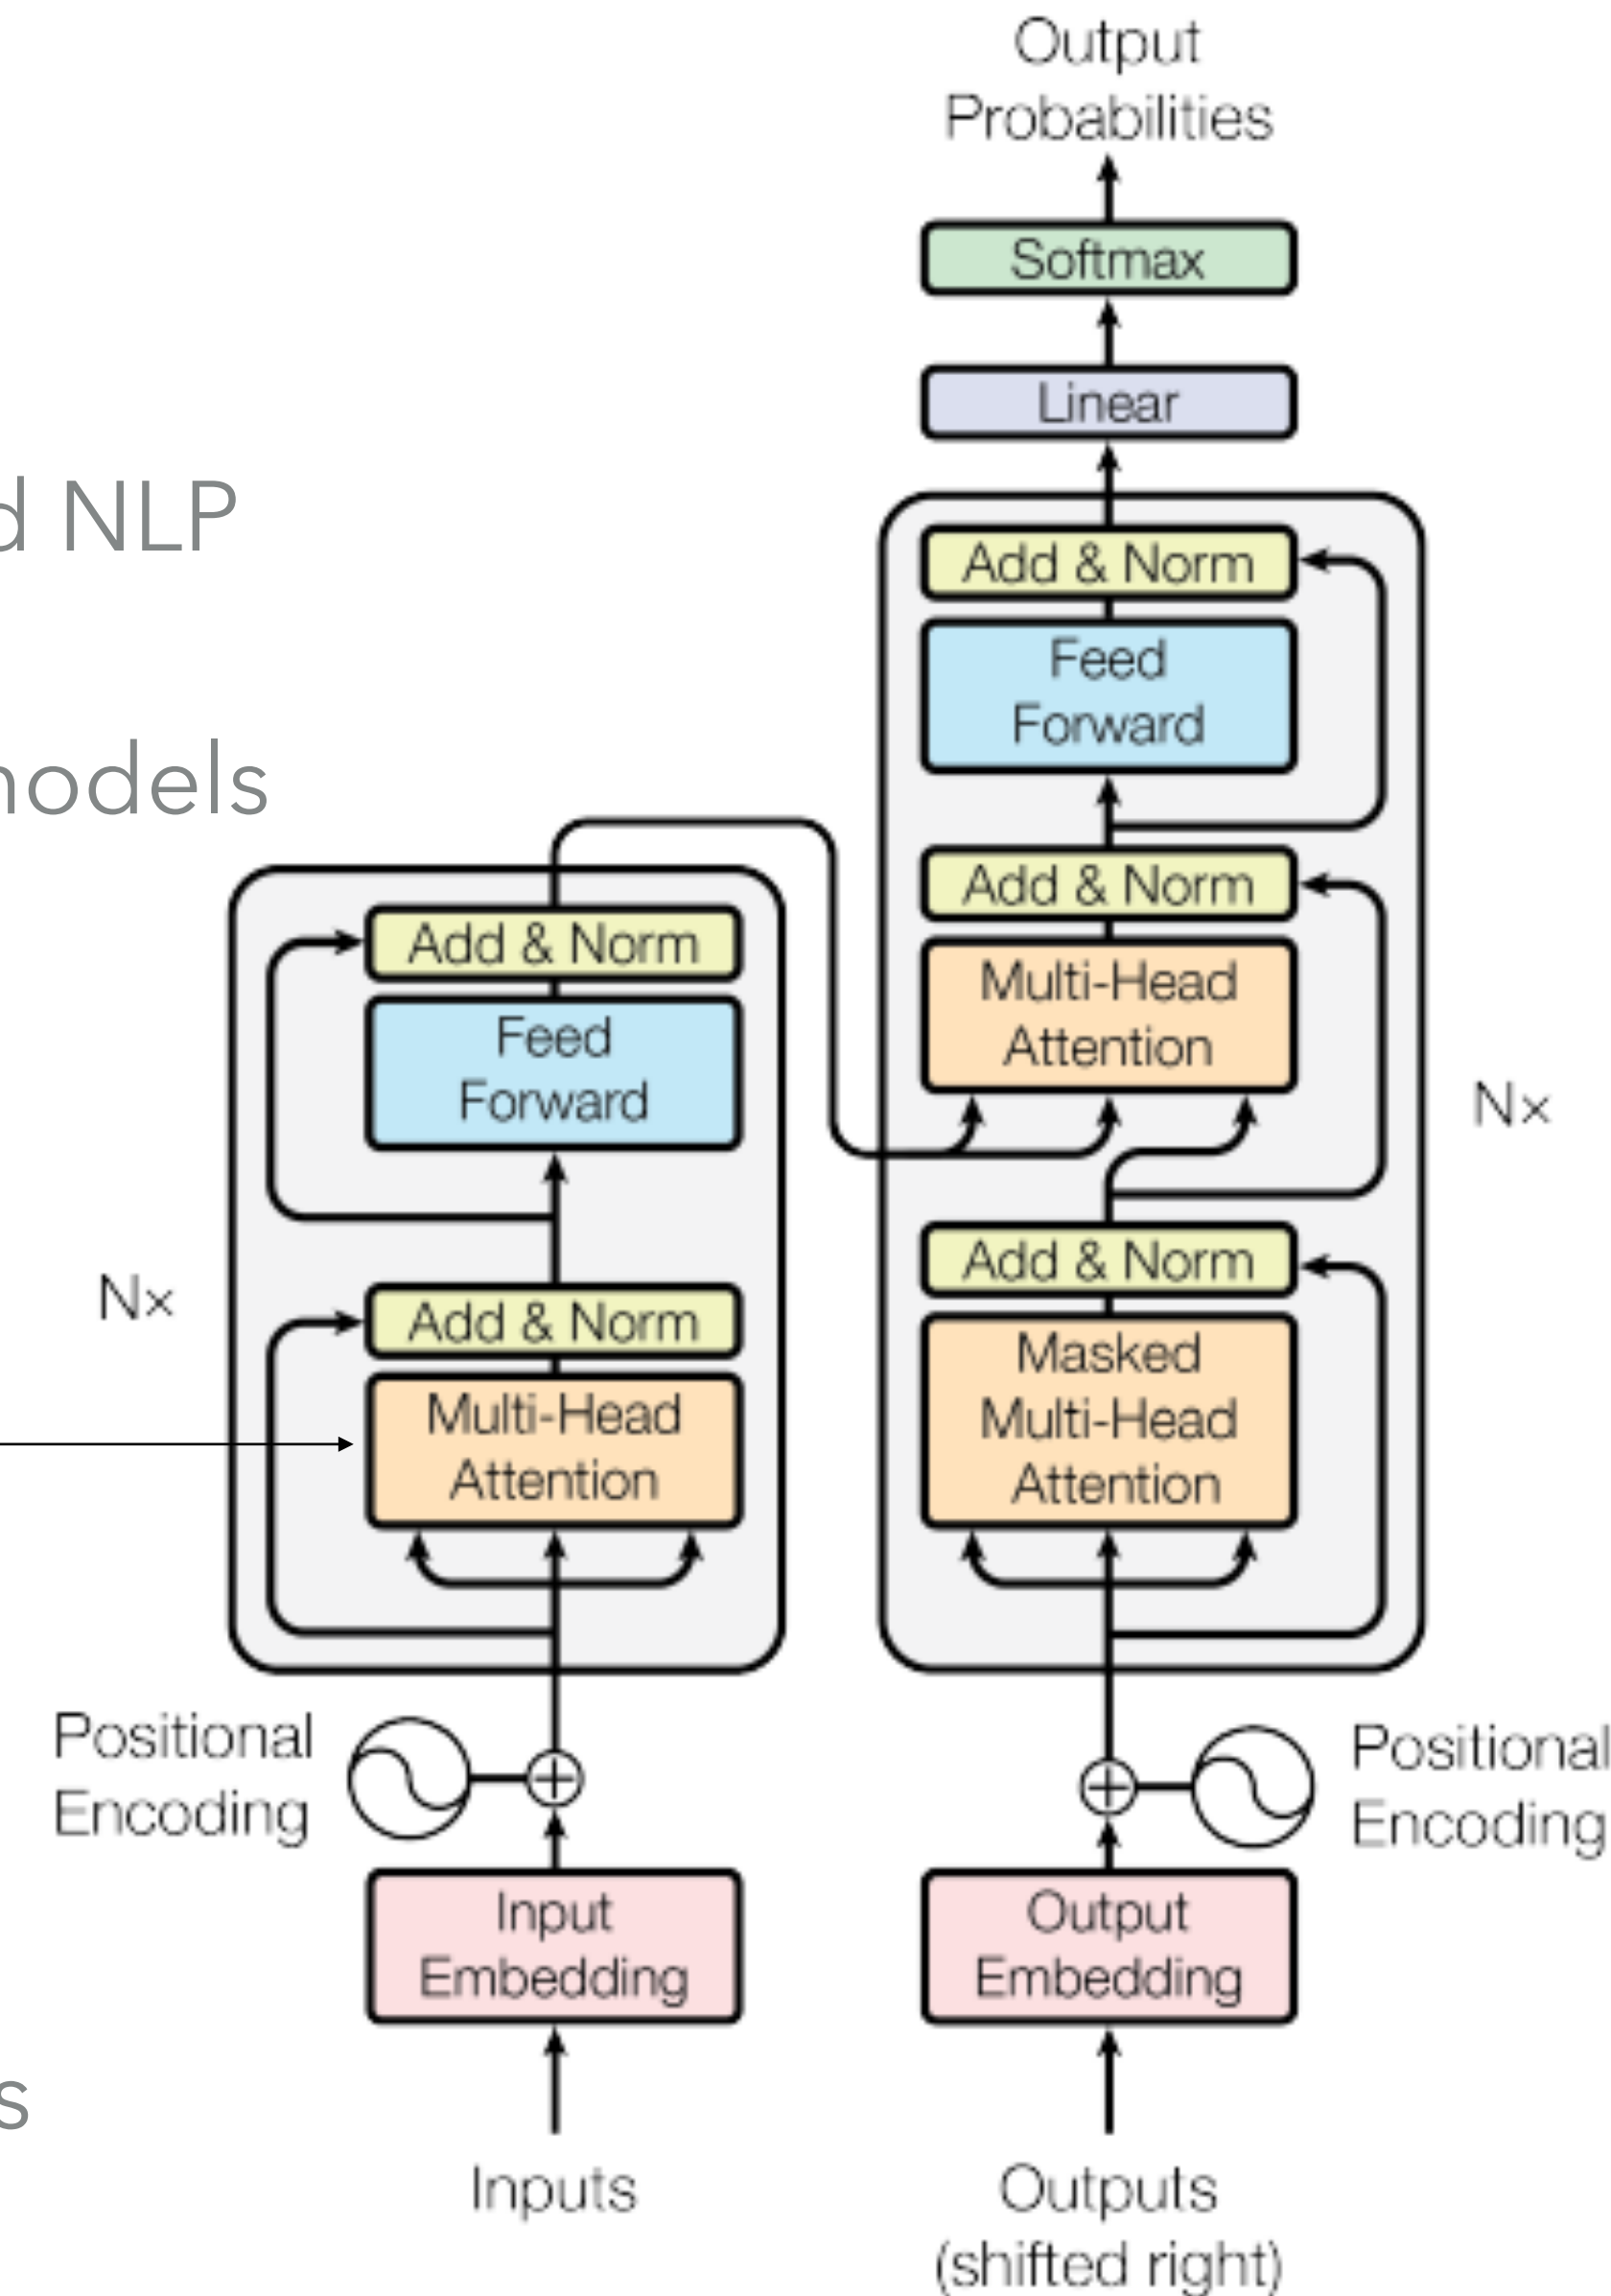 d NLP
models
s
Output
Probabilities
Softmax
Linear
Add & Norm
Feed
Forward
Add & Norm
Multi-Head
Attention
Nx
Add & Norm
Masked
Multi-Head
Attention
Add & Norm
Feed
Forward
Nx
Add & Norm
Multi-Head
Attention
Positional
Encoding
Positional
Encoding
Input
Embedding
Output
Embedding
Inputs
Outputs
(shifted right)